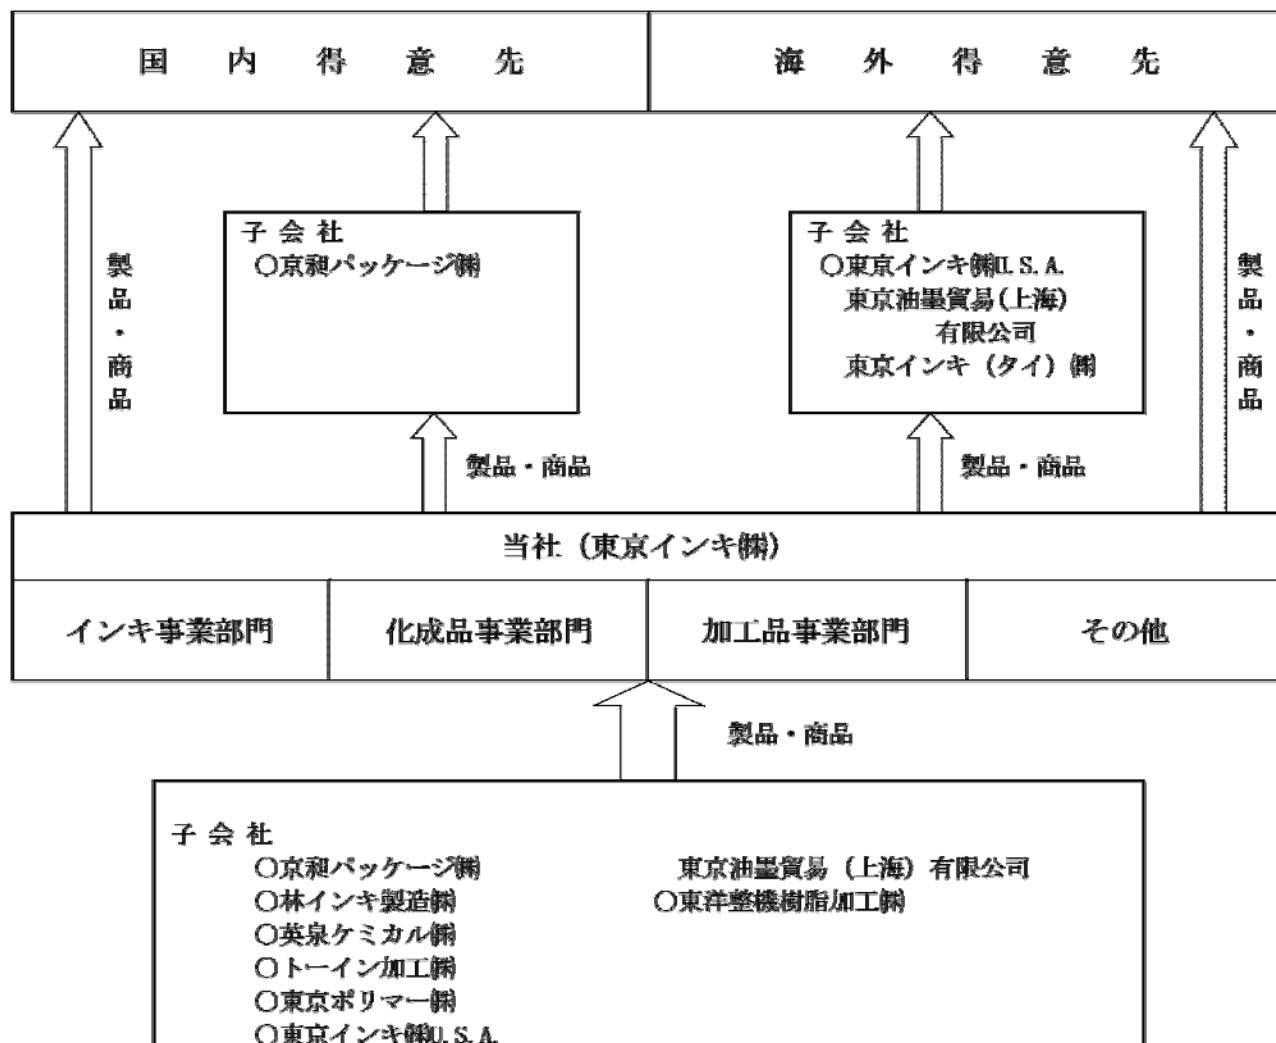 国内得意先
海外得意先
子会社
○京昶パッケージ㈱
子会社
○東京インキ㈱U.S.A.
東京油墨貿易(上海)
有限公司
東京インキ（タイ）㈱
製品・商品
製品・商品
製品・商品
製品・商品
当社（東京インキ㈱）
インキ事業部門
化成品事業部門
加工品事業部門
その他
製品・商品
子会社
○京昶パッケージ㈱
東京油墨貿易（上海）有限公司
○林インキ製造㈱
○東洋整機樹脂加工㈱
○英泉ケミカル㈱
○トーイン加工㈱
○東京ポリマー㈱
○東京インキ㈱U.S.A.